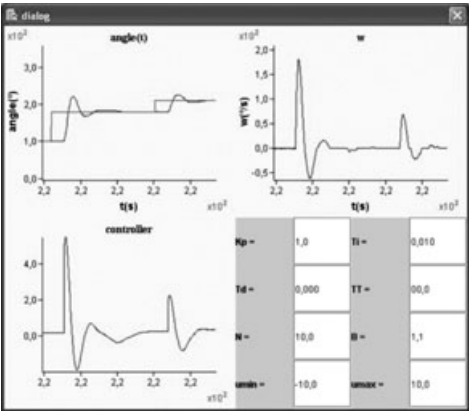 dialog
x10²
angle(t)
3,0
2,0
1,0
0,0
angle(°)
2,2 2,2 2,2 2,2 2,2
t(s)
x10²
x10²
w
2,0
1,5
1,0
0,5
0,0
-0,5
w(°/s)
2,2 2,2 2,2 2,2 2,2
t(s)
x10²
controller
4,0
2,0
0,0
2,2 2,2 2,2 2,2 2,2
x10²
Kp = 1,0 Ti = 0,010
Td = 0,000 TT = 00,0
N = 10,0 B = 1,1
umin = -10,0 umax = 10,0